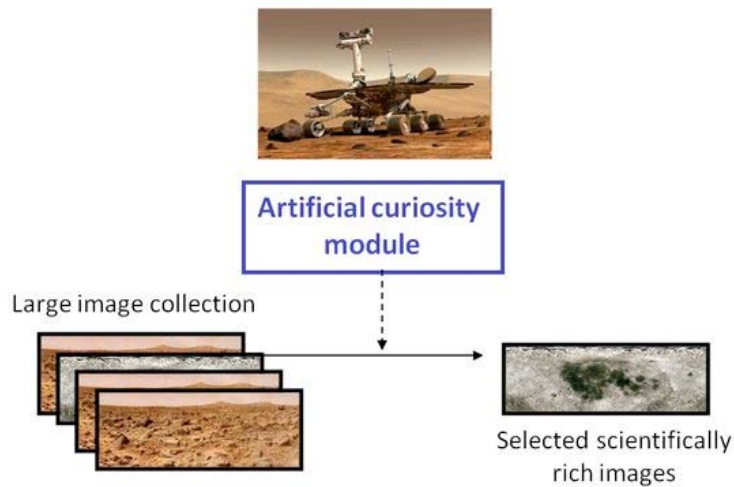 Artificial curiosity
module
Large image collection
Selected scientifically
rich images